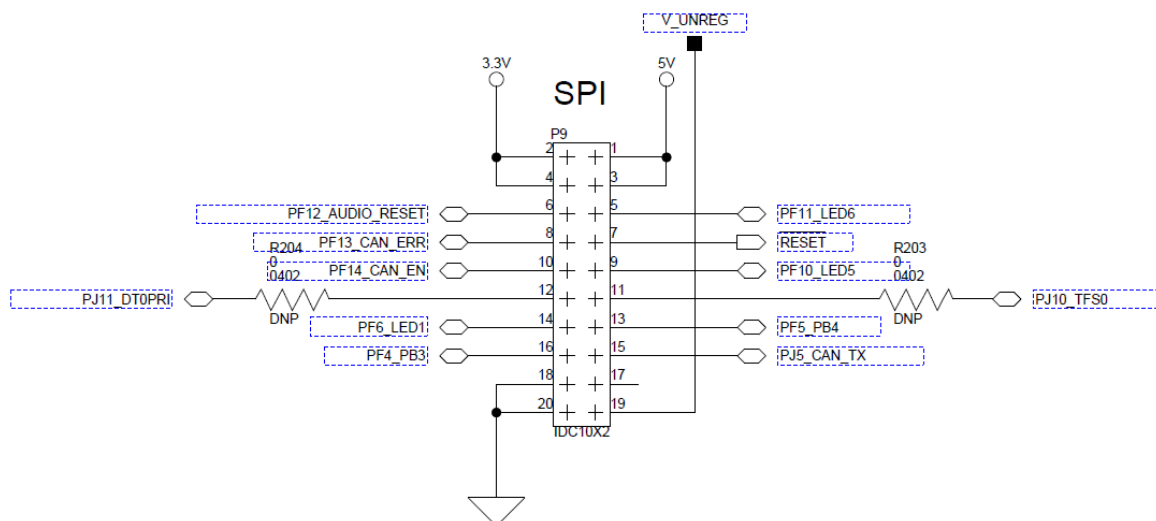 V_UNREG
3.3V
5V
SPI
P9
2 1
4 3
PF12_AUDIO_RESET 6 5 PF11_LED6
PF13_CAN_ERR 8 7 RESET
R204
0
0402
PF14_CAN_EN 10 9 PF10_LED5
R203
0
0402
PJ11_DT0PRI 12 11 PJ10_TFS0
DNP DNP
PF6_LED1 14 13 PF5_PB4
PF4_PB3 16 15 PJ5_CAN_TX
18 17
20 19
IDC10X2